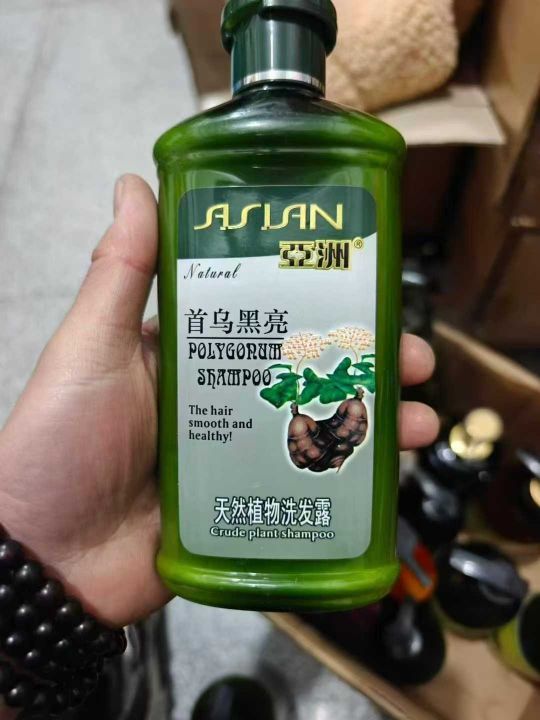 ASIAN
亞洲®
Natural
首乌黑亮
POLYGONUM
SHAMPOO
The hair
smooth and
healthy!
天然植物洗发露
Crude plant shampoo